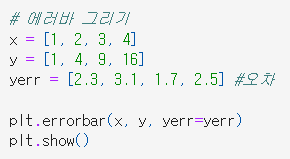 # 에러바 그리기
x = [1, 2, 3, 4]
y = [1, 4, 9, 16]
yerr = [2.3, 3.1, 1.7, 2.5] #오차
plt.errorbar(x, y, yerr=yerr)
plt.show()